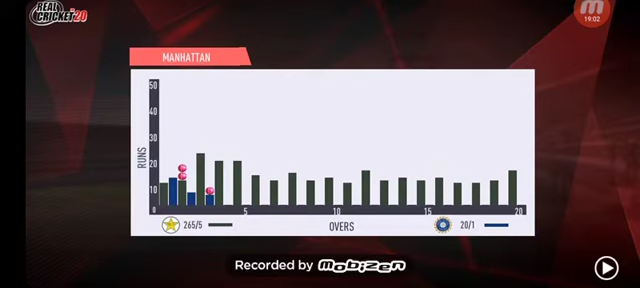 REAL
CRICKET 20
m
19:02
MANHATTAN
50
40
30
20
10
0
RUNS
5
10
15
20
265/5
OVERS
20/1
Recorded by MOBIZEN